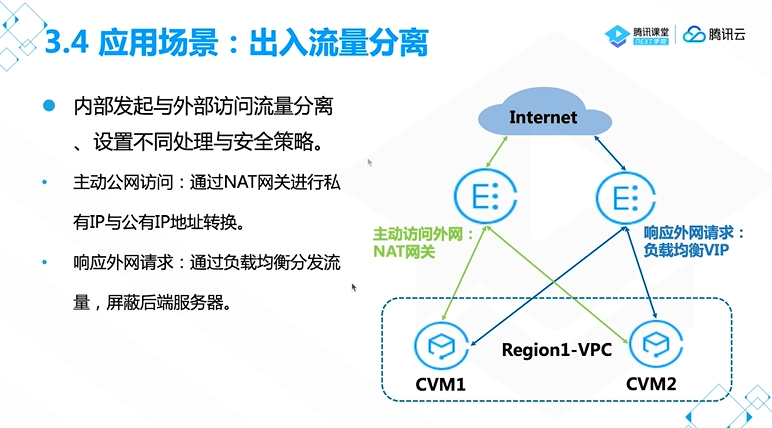 3.4 应用场景：出入流量分离
腾讯课堂
NEXT学院
腾讯云
内部发起与外部访问流量分离
、设置不同处理与安全策略。
主动公网访问：通过NAT网关进行私
有IP与公有IP地址转换。
响应外网请求：通过负载均衡分发流
量，屏蔽后端服务器。
Internet
主动访问外网：
NAT网关
响应外网请求：
负载均衡VIP
Region1-VPC
CVM1
CVM2